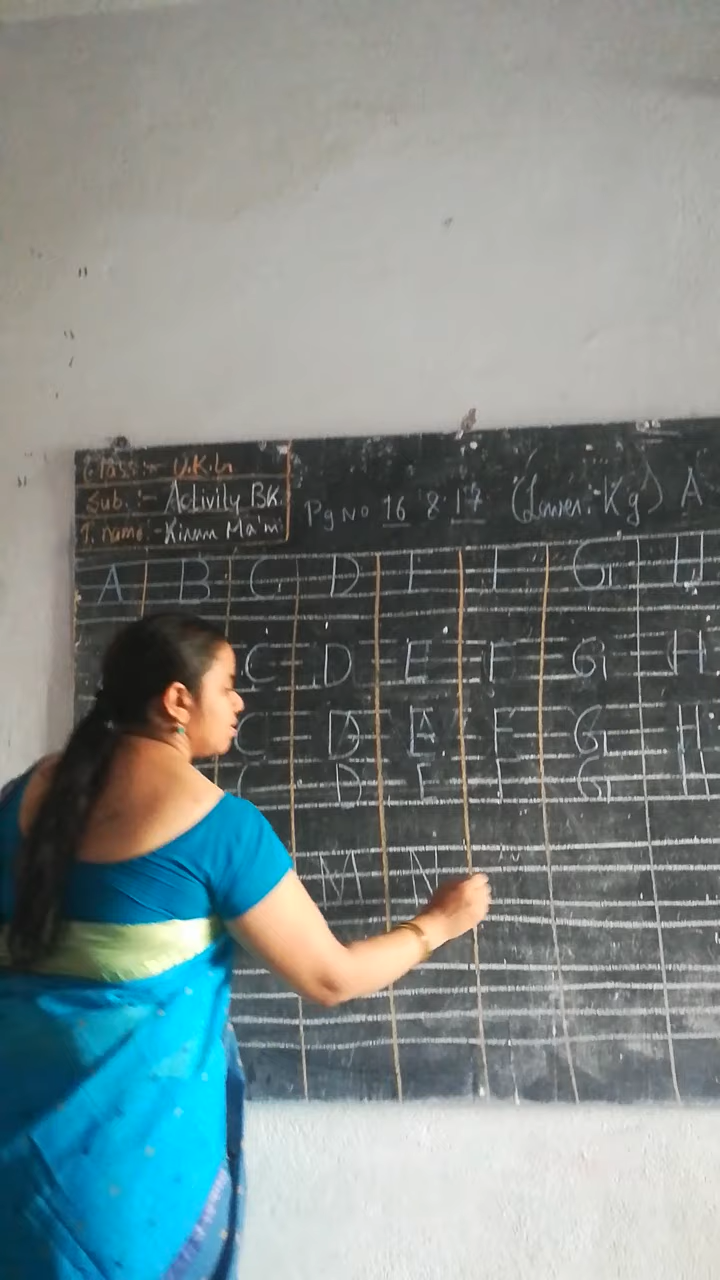 Class :- U.K.G
Sub. :- Activity BK.
T. name :- Kiran Ma'm
Pg No 16 & 17 (Lower. Kg) A
A B C D E F G H
C D E F G H
C D E F G H
C D E F G H
M N